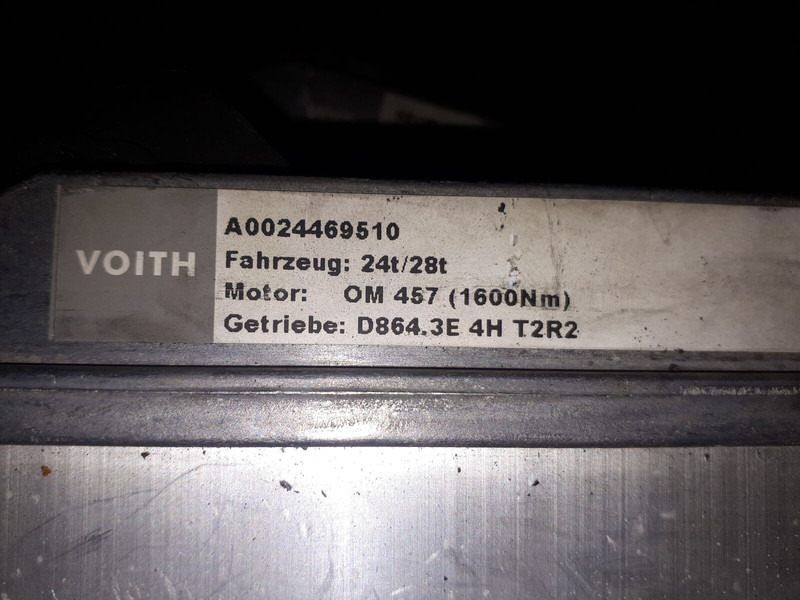 VOITH
A0024469510
Fahrzeug: 24t/28t
Motor: OM 457 (1600Nm)
Getriebe: D864.3E 4H T2R2